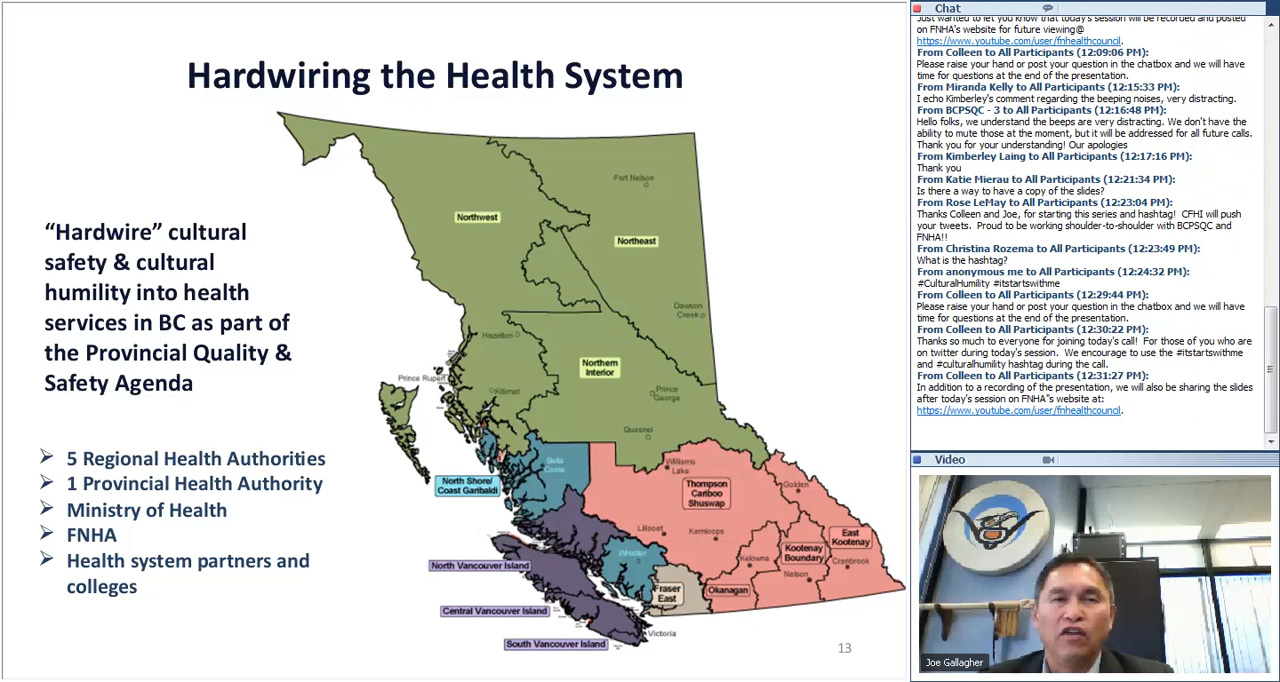 Hardwiring the Health System
“Hardwire” cultural
safety & cultural
humility into health
services in BC as part of
the Provincial Quality &
Safety Agenda
5 Regional Health Authorities
1 Provincial Health Authority
Ministry of Health
FNHA
Health system partners and
colleges
Fort Nelson
Northwest
Northeast
Dawson
Creek
Hazelton
Northern
Interior
Prince Rupert
Kitimat
Prince
George
Quesnel
Bella
Coola
Williams
Lake
North Shore/
Coast Garibaldi
Thompson
Cariboo
Shuswap
Golden
Lillooet
Kamloops
East
Kootenay
North Vancouver Island
Whistler
Kelowna
Kootenay
Boundary
Cranbrook
Nelson
Fraser
East
Okanagan
Central Vancouver Island
South Vancouver Island
Victoria
13
Chat
Just wanted to let you know that today's session will be recorded and posted
on FNHA's website for future viewing@
https://www.youtube.com/user/fnhealthcouncil.
From Colleen to All Participants (12:09:06 PM):
Please raise your hand or post your question in the chatbox and we will have
time for questions at the end of the presentation.
From Miranda Kelly to All Participants (12:15:33 PM):
I echo Kimberley's comment regarding the beeping noises, very distracting.
From BCPSQC - 3 to All Participants (12:16:48 PM):
Hello folks, we understand the beeps are very distracting. We don't have the
ability to mute those at the moment, but it will be addressed for all future calls.
Thank you for your understanding! Our apologies
From Kimberley Laing to All Participants (12:17:16 PM):
Thank you
From Katie Mierau to All Participants (12:21:34 PM):
Is there a way to have a copy of the slides?
From Rose LeMay to All Participants (12:23:04 PM):
Thanks Colleen and Joe, for starting this series and hashtag!  CFHI will push
your tweets.  Proud to be working shoulder-to-shoulder with BCPSQC and
FNHA!!
From Christina Rozema to All Participants (12:23:49 PM):
What is the hashtag?
From anonymous me to All Participants (12:24:32 PM):
#CulturalHumility #itstartswithme
From Colleen to All Participants (12:29:44 PM):
Please raise your hand or post your question in the chatbox and we will have
time for questions at the end of the presentation.
From Colleen to All Participants (12:30:22 PM):
Thanks so much to everyone for joining today's call!  For those of you who are
on twitter during today's session.  We encourage to use the #itstartswithme
and #culturalhumility hashtag during the call.
From Colleen to All Participants (12:31:27 PM):
In addition to a recording of the presentation, we will also be sharing the slides
after today's session on FNHA"s website at:
https://www.youtube.com/user/fnhealthcouncil.
Video
Joe Gallagher